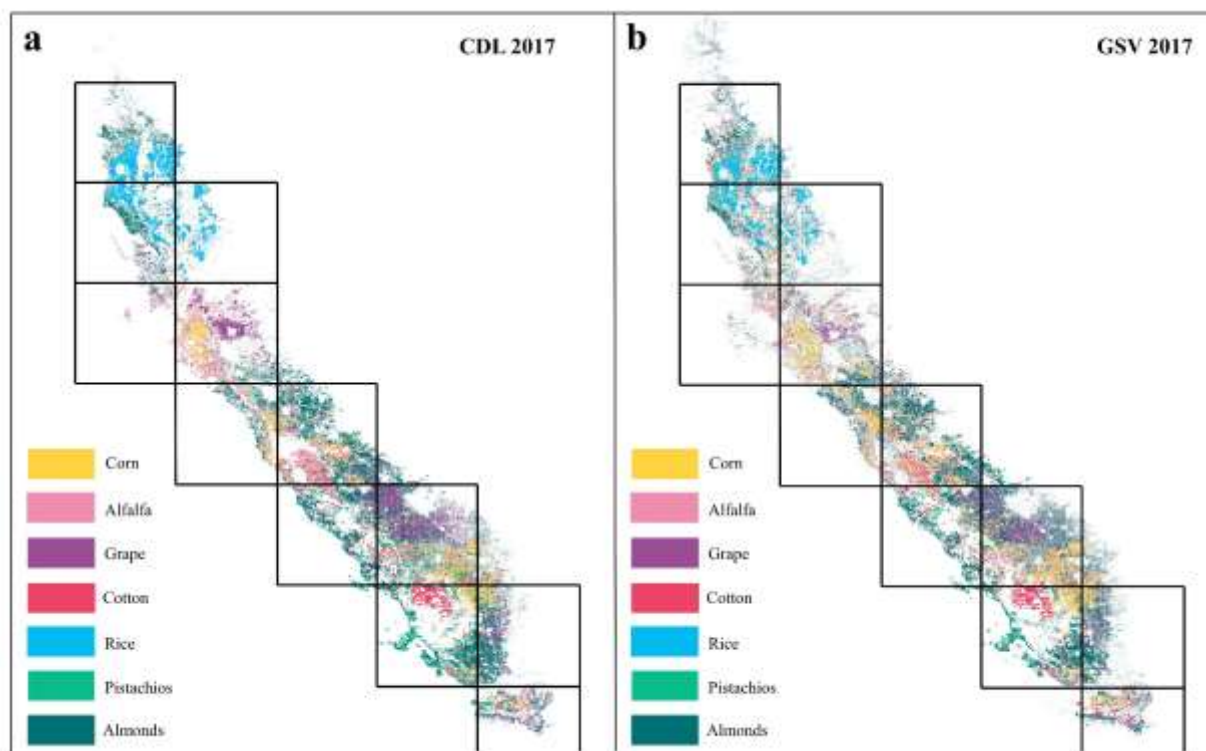 a
CDL 2017
Corn
Alfalfa
Grape
Cotton
Rice
Pistachios
Almonds
b
GSV 2017
Corn
Alfalfa
Grape
Cotton
Rice
Pistachios
Almonds